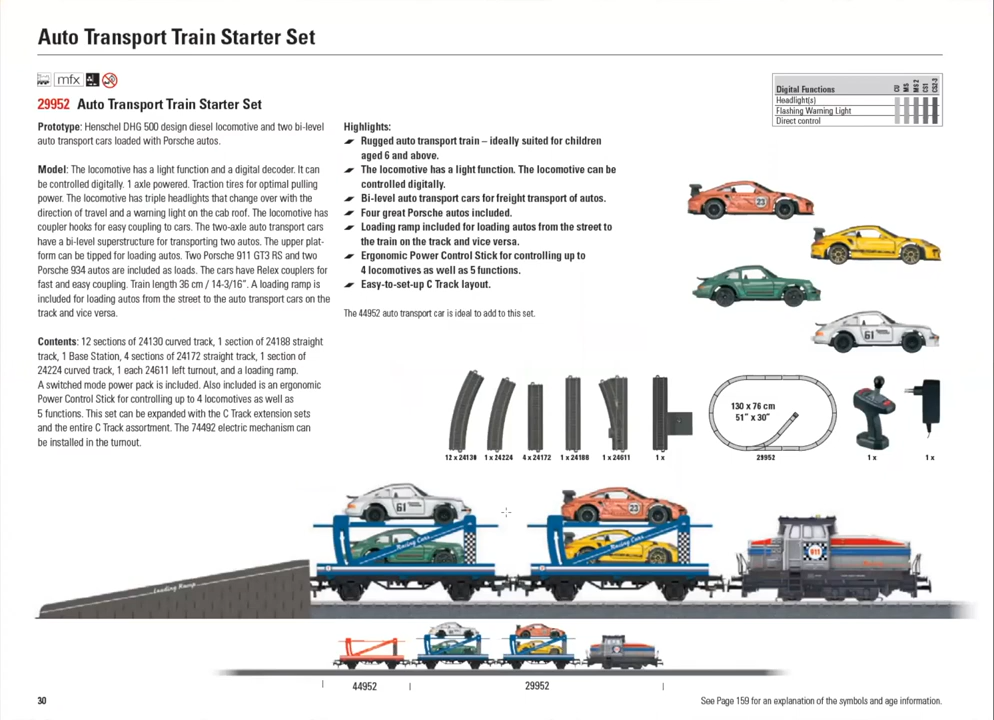 Auto Transport Train Starter Set
mfx
29952 Auto Transport Train Starter Set
Prototype: Henschel DHG 500 design diesel locomotive and two bi-level
auto transport cars loaded with Porsche autos.
Model: The locomotive has a light function and a digital decoder. It can
be controlled digitally. 1 axle powered. Traction tires for optimal pulling
power. The locomotive has triple headlights that change over with the
direction of travel and a warning light on the cab roof. The locomotive has
coupler hooks for easy coupling to cars. The two-axle auto transport cars
have a bi-level superstructure for transporting two autos. The upper plat-
form can be tipped for loading autos. Two Porsche 911 GT3 RS and two
Porsche 934 autos are included as loads. The cars have Relex couplers for
fast and easy coupling. Train length 36 cm / 14-3/16". A loading ramp is
included for loading autos from the street to the auto transport cars on the
track and vice versa.
Contents: 12 sections of 24130 curved track, 1 section of 24188 straight
track, 1 Base Station, 4 sections of 24172 straight track, 1 section of
24224 curved track, 1 each 24611 left turnout, and a loading ramp.
A switched mode power pack is included. Also included is an ergonomic
Power Control Stick for controlling up to 4 locomotives as well as
5 functions. This set can be expanded with the C Track extension sets
and the entire C Track assortment. The 74492 electric mechanism can
be installed in the turnout.
Highlights:
Rugged auto transport train – ideally suited for children
aged 6 and above.
The locomotive has a light function. The locomotive can be
controlled digitally.
Bi-level auto transport cars for freight transport of autos.
Four great Porsche autos included.
Loading ramp included for loading autos from the street to
the train on the track and vice versa.
Ergonomic Power Control Stick for controlling up to
4 locomotives as well as 5 functions.
Easy-to-set-up C Track layout.
The 44952 auto transport car is ideal to add to this set.
Digital Functions CU MS MS 2 CS1 CS2-3
Headlight(s)
Flashing Warning Light
Direct control
23
61
130 x 76 cm
51" x 30"
12 x 24130 1 x 24224 4 x 24172 1 x 24188 1 x 24611 1 x 29952 1 x 1 x
61 23
Racing Cars Racing Cars 911
Loading Ramp
44952 29952
30 See Page 159 for an explanation of the symbols and age information.